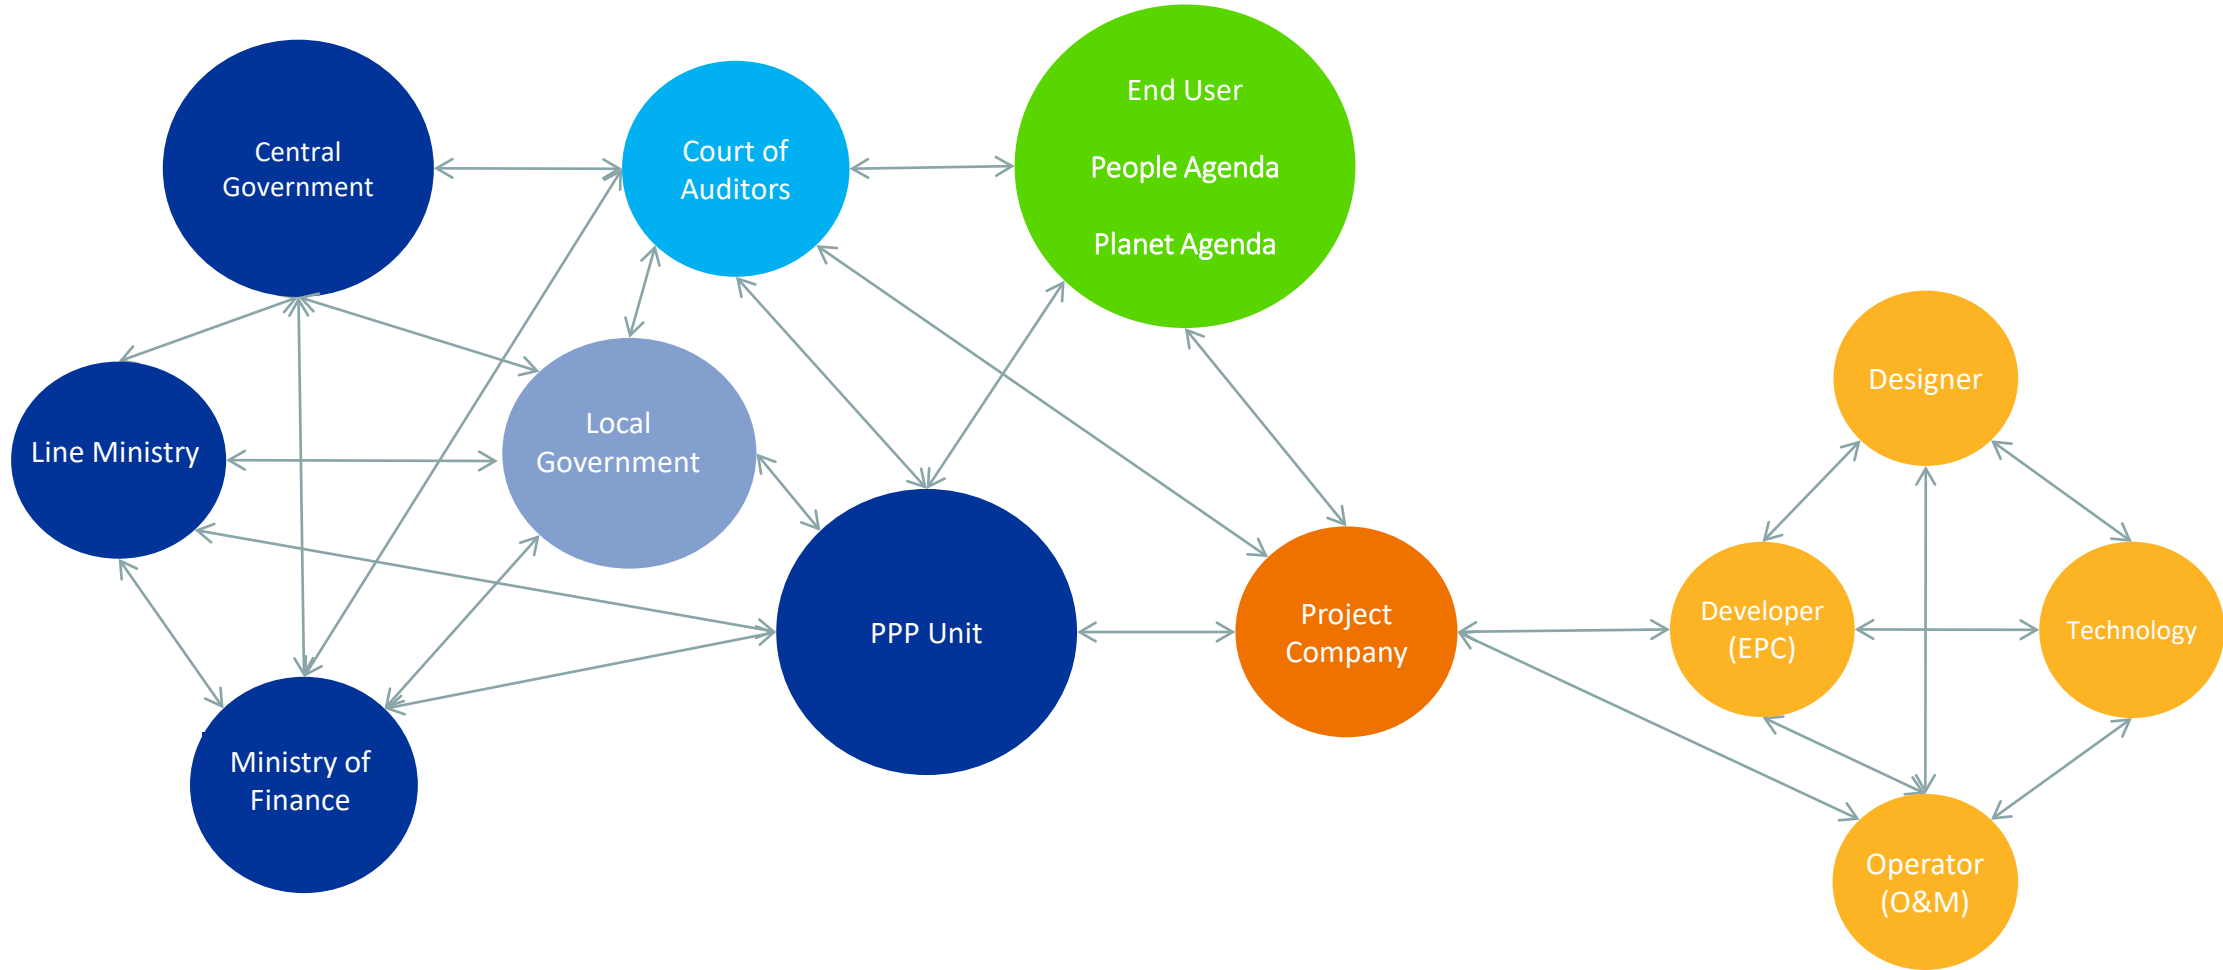 Central
Government
Court of
Auditors
End User
People Agenda
Planet Agenda
Line Ministry
Local
Government
Designer
PPP Unit
Project
Company
Developer
(EPC)
Technology
Ministry of
Finance
Operator
(O&M)